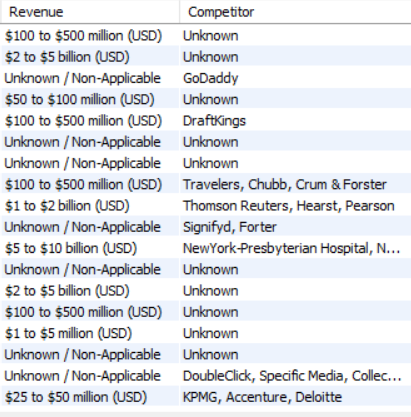 Revenue Competitor
$100 to $500 million (USD) Unknown
$2 to $5 billion (USD) Unknown
Unknown / Non-Applicable GoDaddy
$50 to $100 million (USD) Unknown
$100 to $500 million (USD) DraftKings
Unknown / Non-Applicable Unknown
Unknown / Non-Applicable Unknown
$100 to $500 million (USD) Travelers, Chubb, Crum & Forster
$1 to $2 billion (USD) Thomson Reuters, Hearst, Pearson
Unknown / Non-Applicable Signifyd, Forter
$5 to $10 billion (USD) NewYork-Presbyterian Hospital, N...
Unknown / Non-Applicable Unknown
$2 to $5 billion (USD) Unknown
$100 to $500 million (USD) Unknown
$1 to $5 million (USD) Unknown
Unknown / Non-Applicable Unknown
Unknown / Non-Applicable DoubleClick, Specific Media, Collec...
$25 to $50 million (USD) KPMG, Accenture, Deloitte